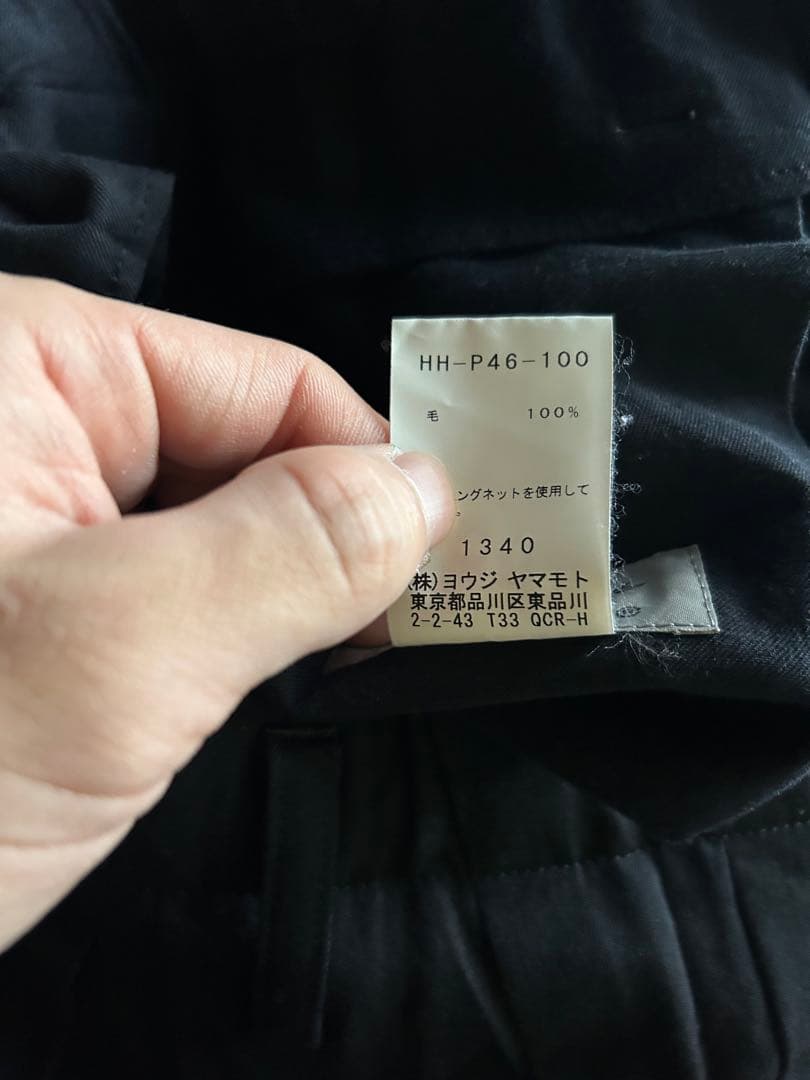 HH-P46-100
毛 100%
ングネットを使用して
1340
(株)ヨウジ ヤマモト
東京都品川区東品川
2-2-43 T33 QCR-H